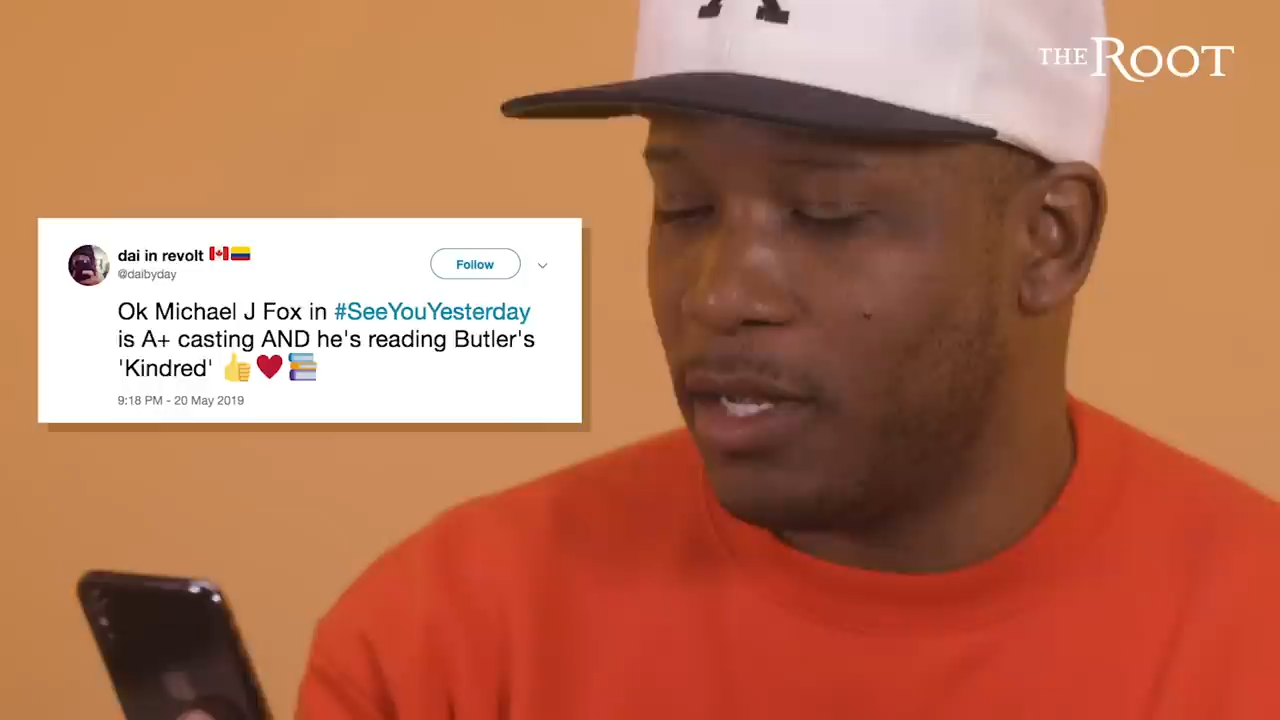 THE ROOT
dai in revolt 🇨🇦🇨🇴
@daibyday
Follow
Ok Michael J Fox in #SeeYouYesterday
is A+ casting AND he's reading Butler's
'Kindred' 👍♥️📚
9:18 PM - 20 May 2019